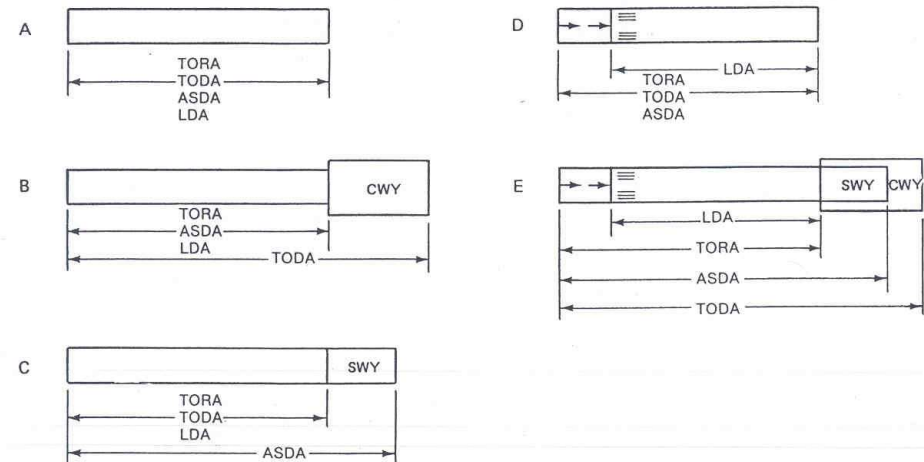 A
TORA
TODA
ASDA
LDA
B
CWY
TORA
ASDA
LDA
TODA
C
SWY
TORA
TODA
LDA
ASDA
D
LDA
TORA
TODA
ASDA
E
SWY CWY
LDA
TORA
ASDA
TODA